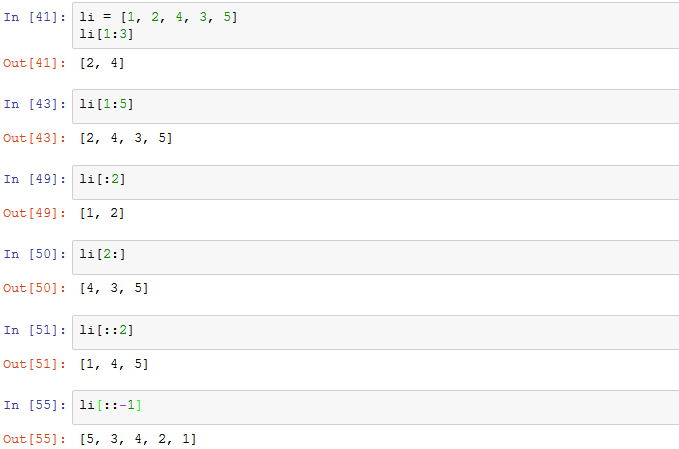 In [41]: li = [1, 2, 4, 3, 5]
li[1:3]
Out[41]: [2, 4]
In [43]: li[1:5]
Out[43]: [2, 4, 3, 5]
In [49]: li[:2]
Out[49]: [1, 2]
In [50]: li[2:]
Out[50]: [4, 3, 5]
In [51]: li[::2]
Out[51]: [1, 4, 5]
In [55]: li[::-1]
Out[55]: [5, 3, 4, 2, 1]